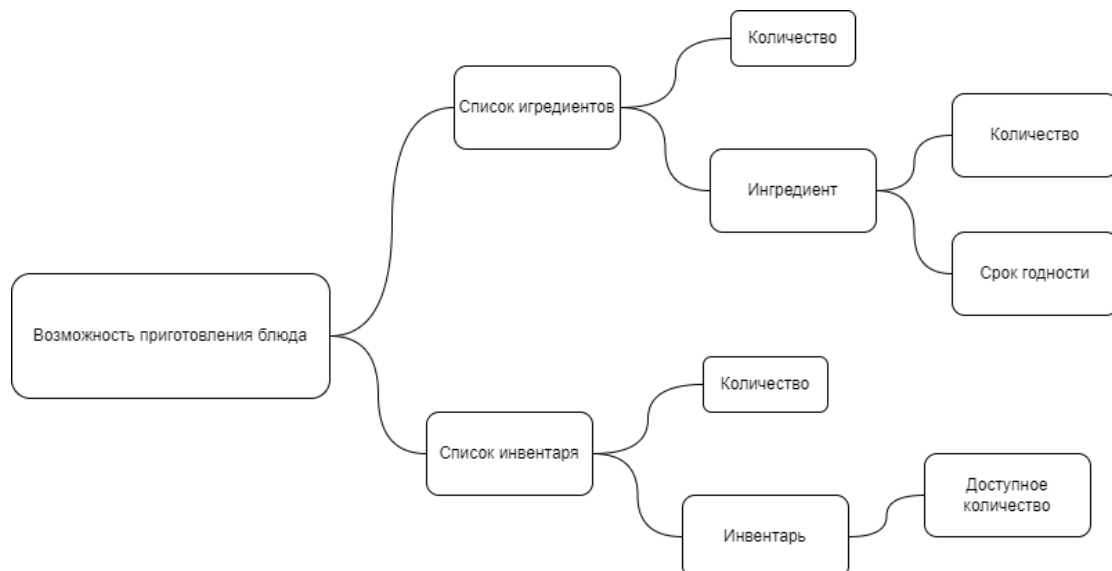 Количество
Список игредиентов
Количество
Ингредиент
Срок годности
Возможность приготовления блюда
Количество
Список инвентаря
Доступное
количество
Инвентарь